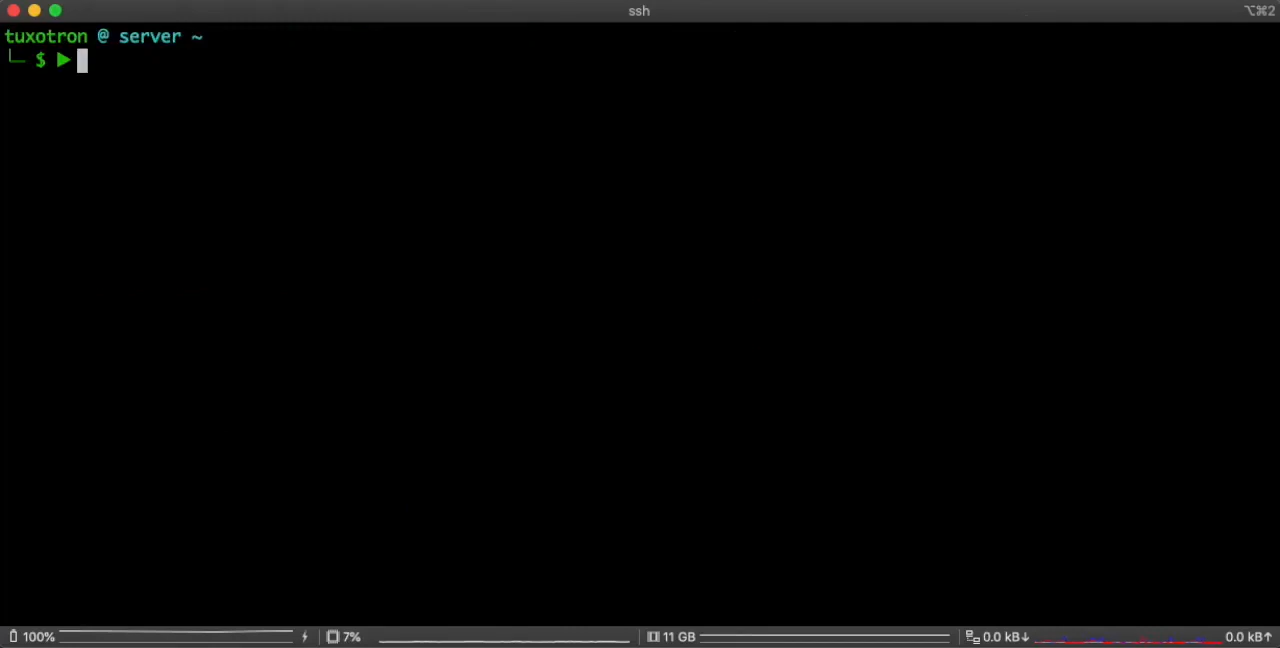 ssh
⌥⌘2
tuxotron @ server ~
└─ $ ▶
100%
7%
11 GB
0.0 kB↓
0.0 kB↑